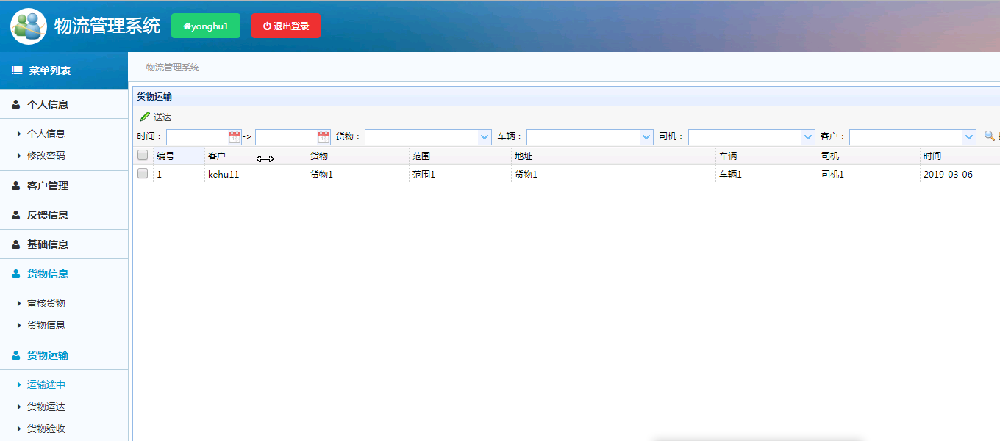 物流管理系统 yonghu1 退出登录
菜单列表
物流管理系统
个人信息
个人信息
修改密码
客户管理
反馈信息
基础信息
货物信息
审核货物
货物信息
货物运输
运输途中
货物运达
货物验收
货物运输
送达
时间： -> 货物： 车辆： 司机： 客户：
编号 客户 货物 范围 地址 车辆 司机 时间
1 kehu11 货物1 范围1 货物1 车辆1 司机1 2019-03-06